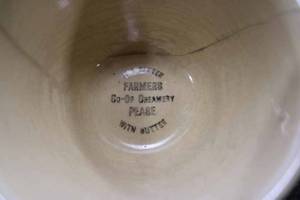 FARMERS
CO-OP CREAMERY
PEASE
WITH BUTTER